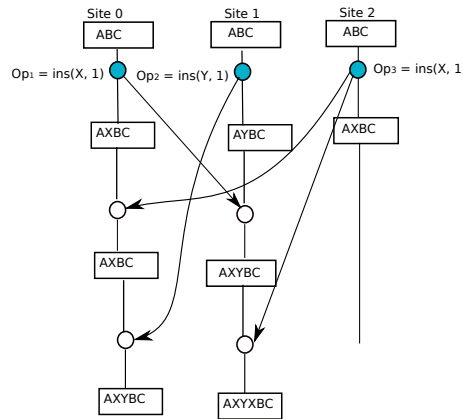 Site 0 Site 1 Site 2
ABC ABC ABC
Op₁ = ins(X, 1) Op₂ = ins(Y, 1) Op₃ = ins(X, 1
AXBC AYBC AXBC
AXBC AXYBC
AXYBC AXYXBC